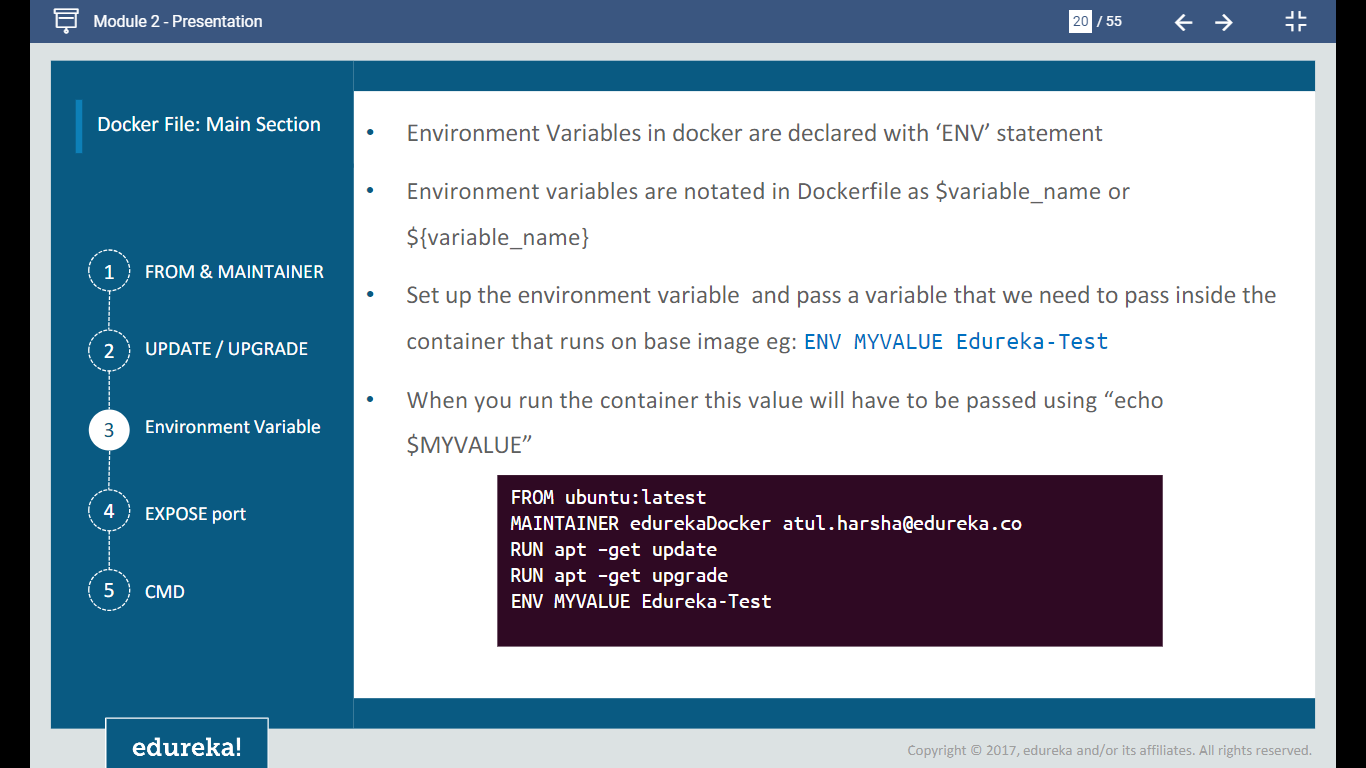 Module 2 - Presentation
20 / 55
Docker File: Main Section
1 FROM & MAINTAINER
2 UPDATE / UPGRADE
3 Environment Variable
4 EXPOSE port
5 CMD
• Environment Variables in docker are declared with ‘ENV’ statement
• Environment variables are notated in Dockerfile as $variable_name or
${variable_name}
• Set up the environment variable  and pass a variable that we need to pass inside the
container that runs on base image eg: ENV MYVALUE Edureka-Test
• When you run the container this value will have to be passed using “echo
$MYVALUE”
FROM ubuntu:latest
MAINTAINER edurekaDocker atul.harsha@edureka.co
RUN apt –get update
RUN apt –get upgrade
ENV MYVALUE Edureka-Test
edureka!
Copyright © 2017, edureka and/or its affiliates. All rights reserved.